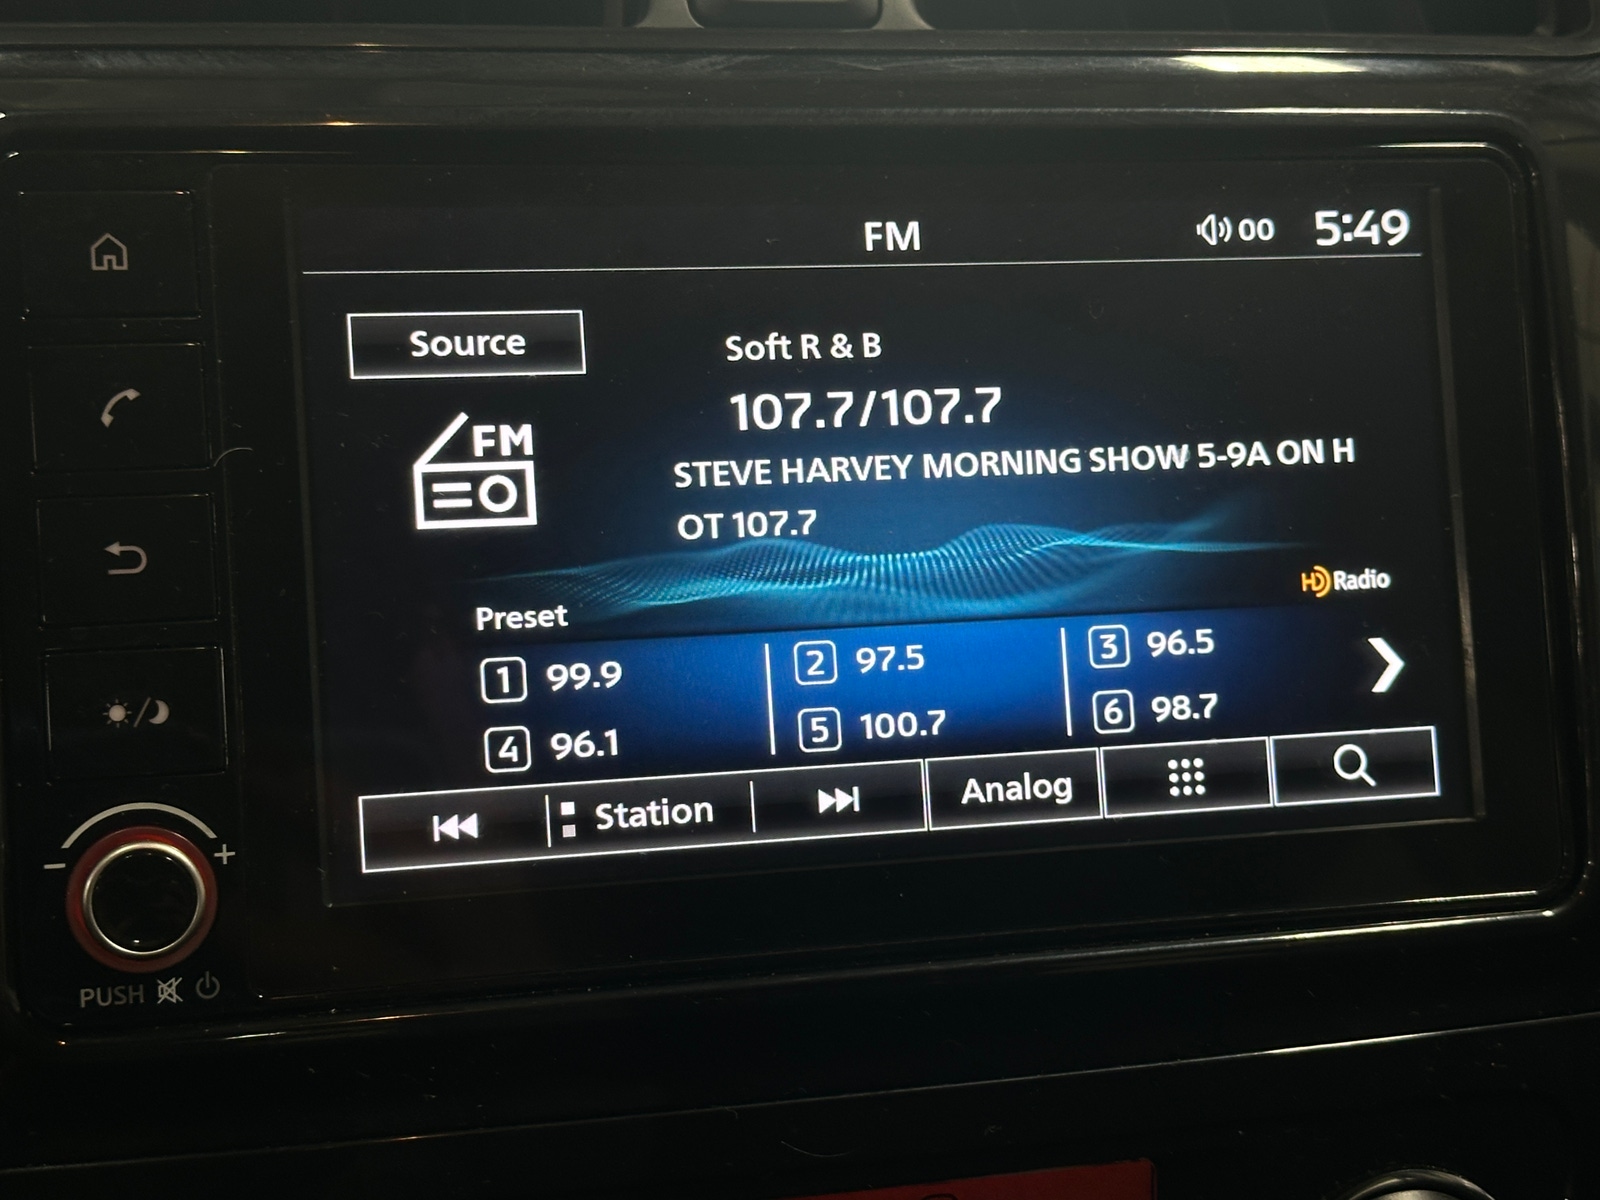 FM 00 5:49
Source
Soft R & B
107.7/107.7
FM
STEVE HARVEY MORNING SHOW 5-9A ON H
OT 107.7
HD Radio
Preset
1 99.9 2 97.5 3 96.5
4 96.1 5 100.7 6 98.7
Station Analog
- +
PUSH